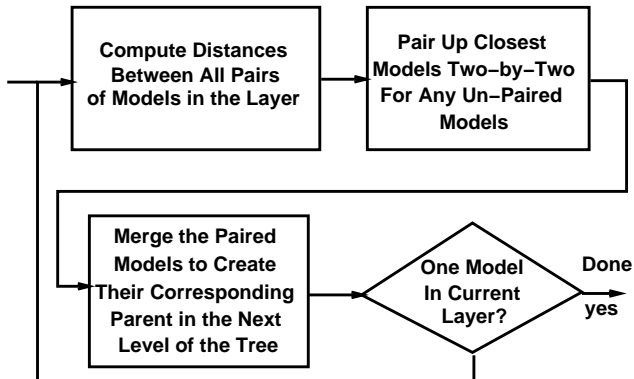 Compute Distances
Between All Pairs
of Models in the Layer
Pair Up Closest
Models Two−by−Two
For Any Un−Paired
Models
Merge the Paired
Models to Create
Their Corresponding
Parent in the Next
Level of the Tree
One Model
In Current
Layer?
Done
yes